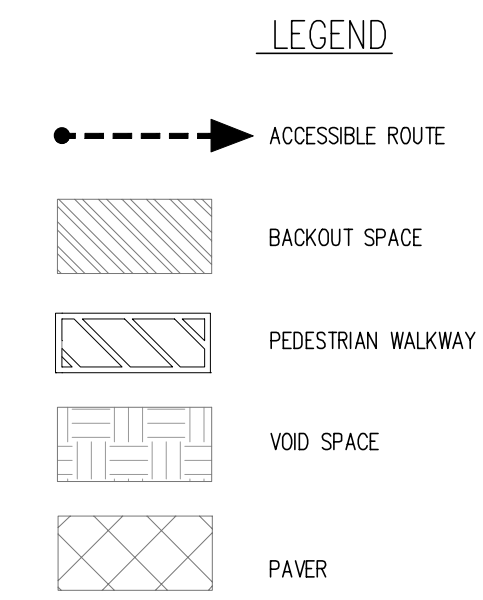 LEGEND
ACCESSIBLE ROUTE
BACKOUT SPACE
PEDESTRIAN WALKWAY
VOID SPACE
PAVER